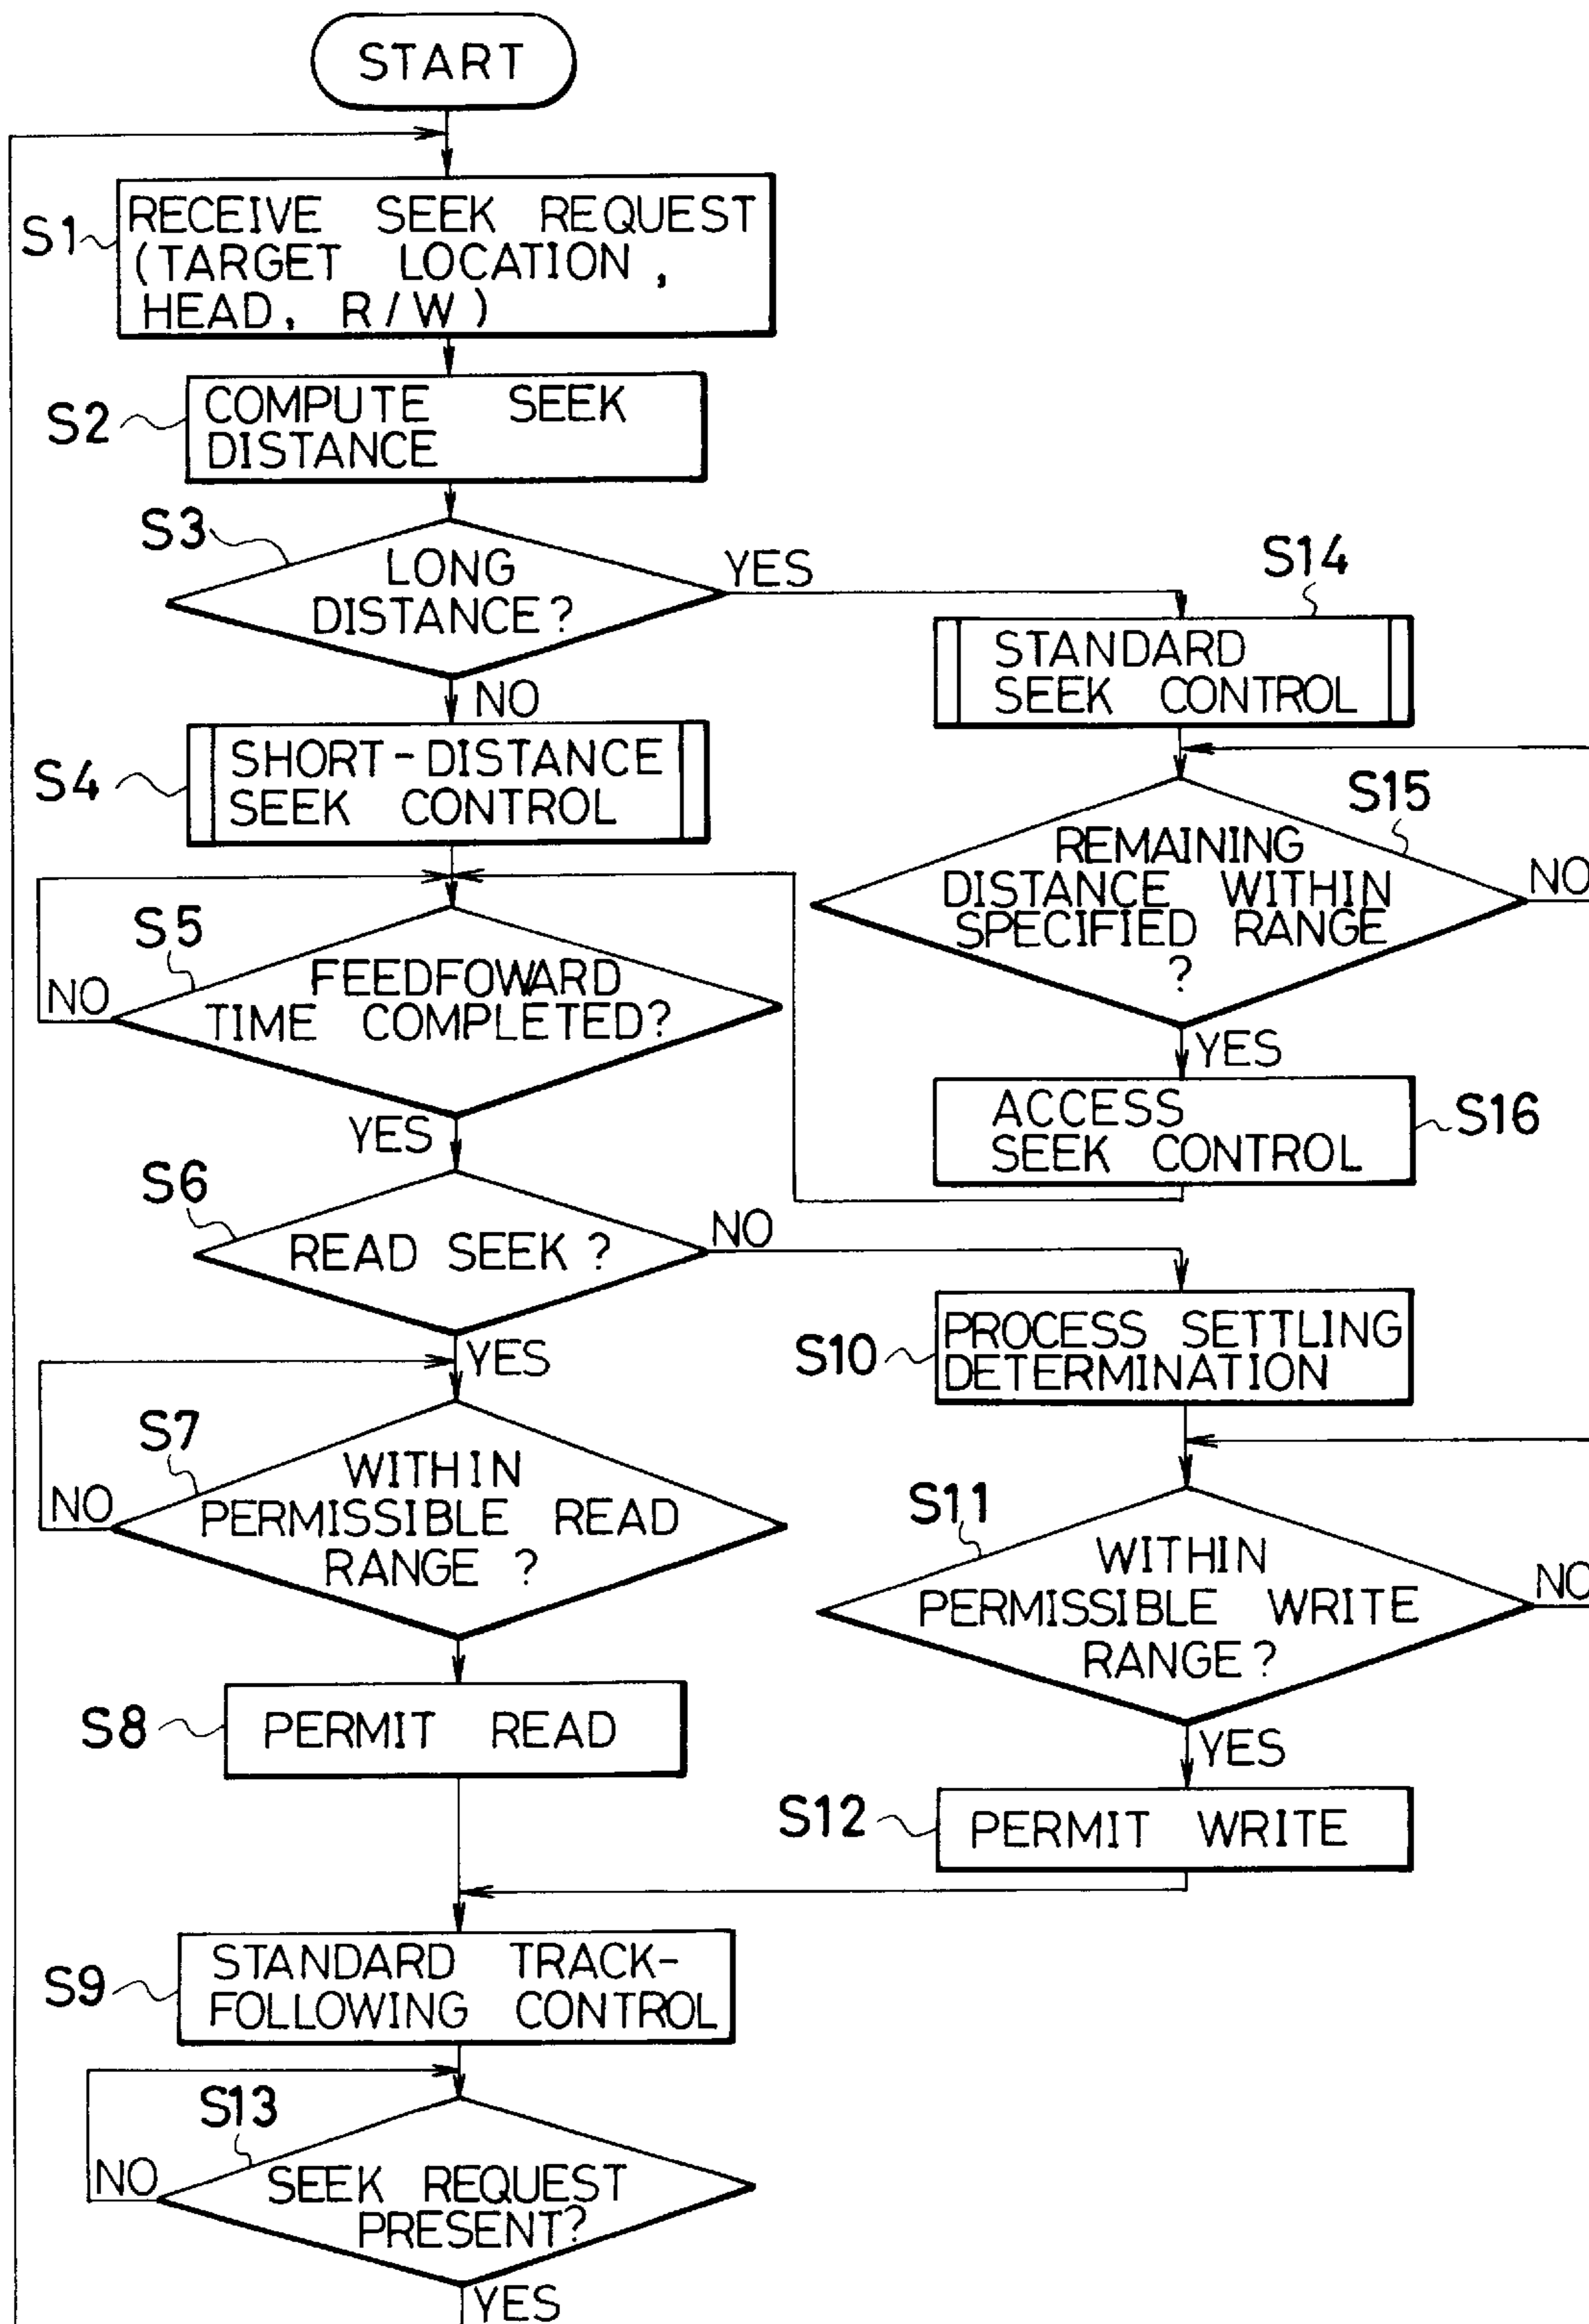 START
S1
RECEIVE SEEK REQUEST
(TARGET LOCATION,
HEAD, R/W)
S2
COMPUTE SEEK
DISTANCE
S3
LONG
DISTANCE?
YES
NO
S14
STANDARD
SEEK CONTROL
S4
SHORT-DISTANCE
SEEK CONTROL
S15
REMAINING
DISTANCE WITHIN
SPECIFIED RANGE
?
NO
YES
S5
FEEDFOWARD
TIME COMPLETED?
NO
YES
S16
ACCESS
SEEK CONTROL
S6
READ SEEK?
NO
YES
S10
PROCESS SETTLING
DETERMINATION
S7
WITHIN
PERMISSIBLE READ
RANGE ?
NO
S11
WITHIN
PERMISSIBLE WRITE
RANGE?
NO
YES
S8
PERMIT READ
S12
PERMIT WRITE
S9
STANDARD TRACK-
FOLLOWING CONTROL
S13
SEEK REQUEST
PRESENT?
NO
YES